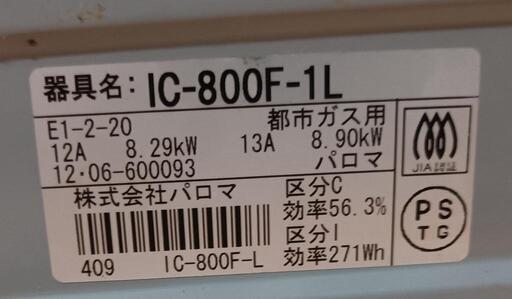 器具名: IC-800F-1L
E1-2-20 都市ガス用
12A 8.29kW 13A 8.90kW
12・06-600093 パロマ
JIA認証
株式会社パロマ 区分C
効率56.3%
区分I
409 IC-800F-L 効率271Wh
PS
TG